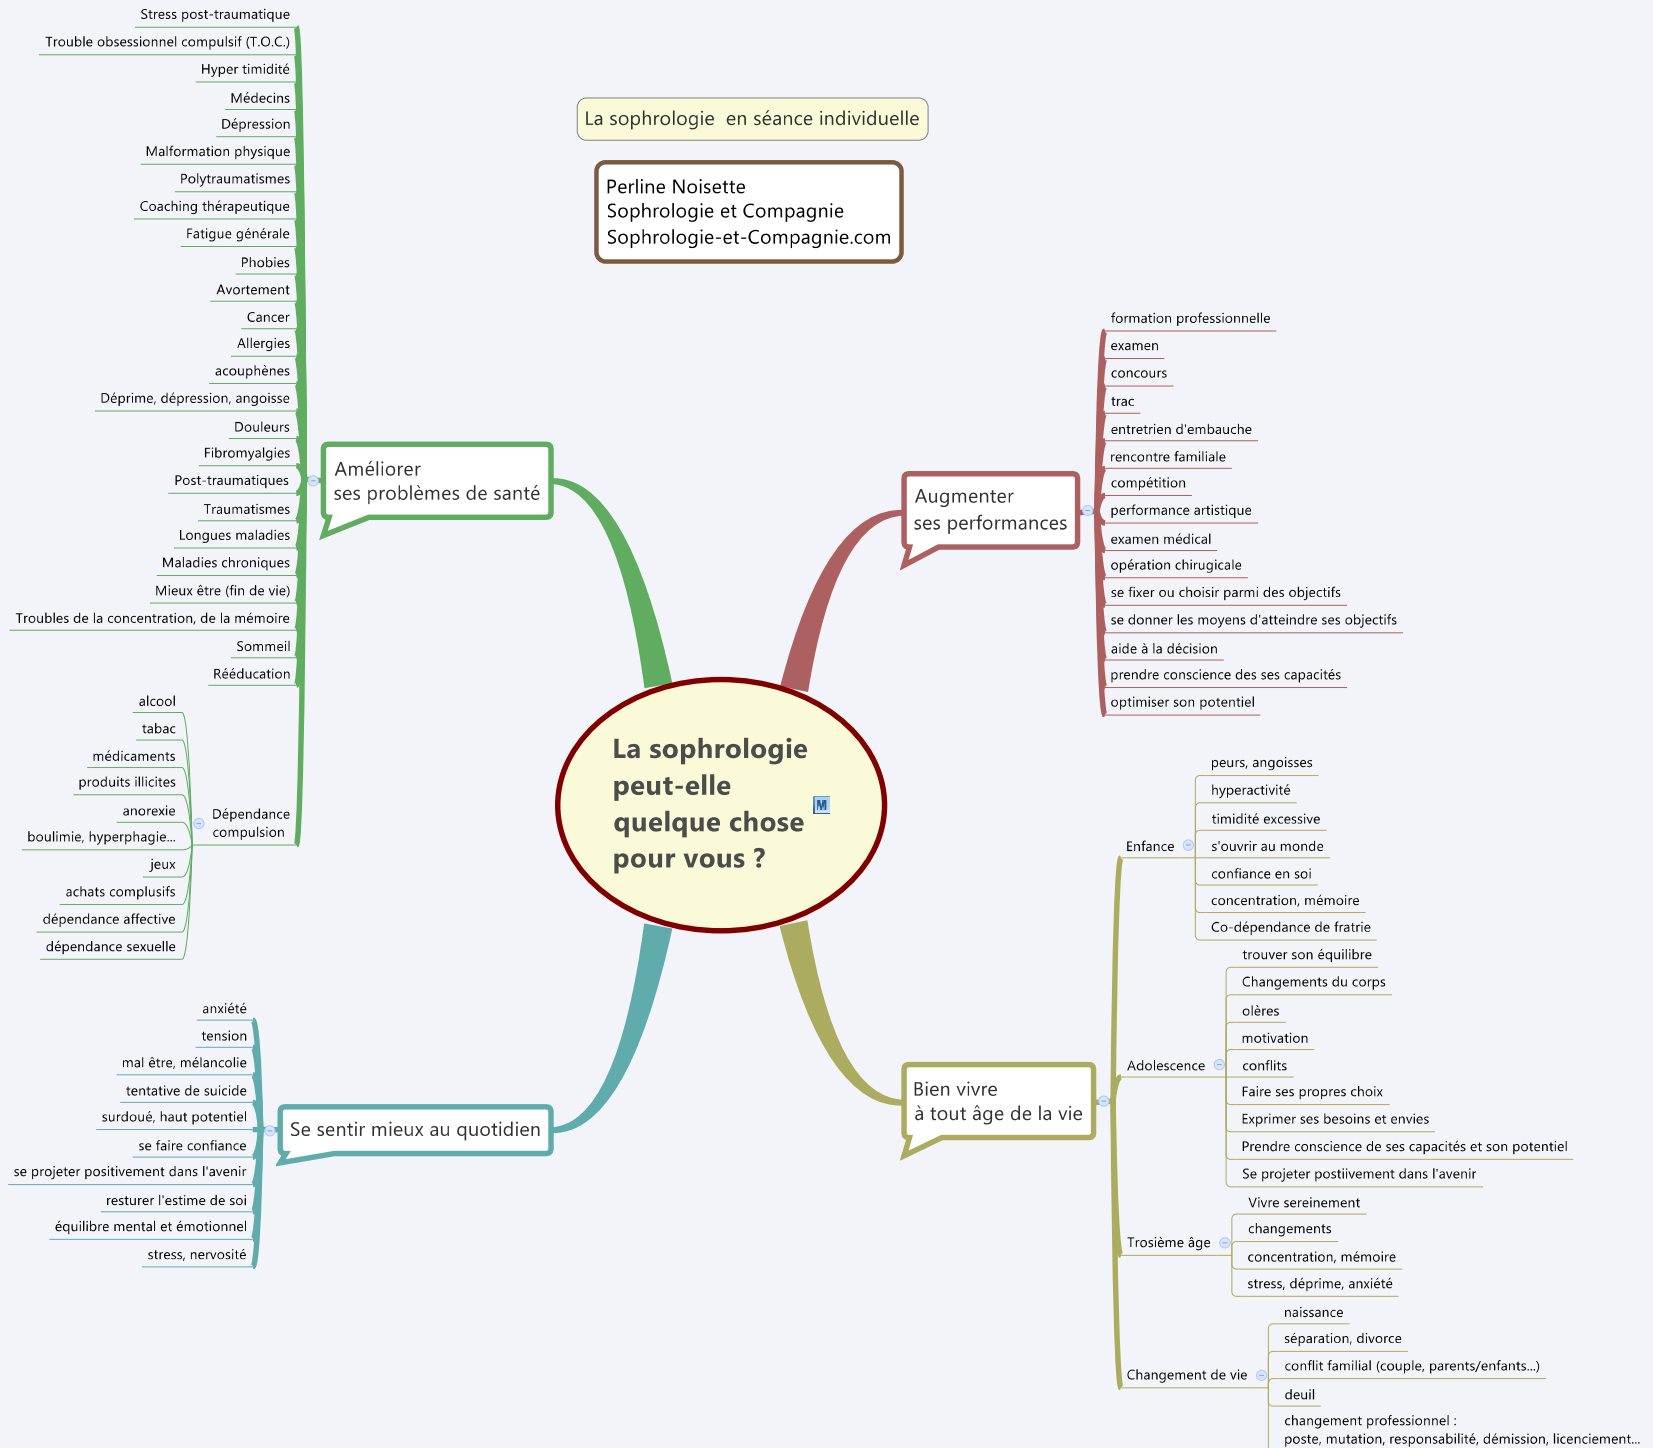 La sophrologie  en séance individuelle
Perline Noisette
Sophrologie et Compagnie
Sophrologie-et-Compagnie.com
La sophrologie
peut-elle
quelque chose
pour vous ?
M
Améliorer
ses problèmes de santé
Stress post-traumatique
Trouble obsessionnel compulsif (T.O.C.)
Hyper timidité
Médecins
Dépression
Malformation physique
Polytraumatismes
Coaching thérapeutique
Fatigue générale
Phobies
Avortement
Cancer
Allergies
acouphènes
Déprime, dépression, angoisse
Douleurs
Fibromyalgies
Post-traumatiques
Traumatismes
Longues maladies
Maladies chroniques
Mieux être (fin de vie)
Troubles de la concentration, de la mémoire
Sommeil
Rééducation
Dépendance
compulsion
alcool
tabac
médicaments
produits illicites
anorexie
boulimie, hyperphagie...
jeux
achats complusifs
dépendance affective
dépendance sexuelle
Se sentir mieux au quotidien
anxiété
tension
mal être, mélancolie
tentative de suicide
surdoué, haut potentiel
se faire confiance
se projeter positivement dans l'avenir
resturer l'estime de soi
équilibre mental et émotionnel
stress, nervosité
Augmenter
ses performances
formation professionnelle
examen
concours
trac
entretrien d'embauche
rencontre familiale
compétition
performance artistique
examen médical
opération chirugicale
se fixer ou choisir parmi des objectifs
se donner les moyens d'atteindre ses objectifs
aide à la décision
prendre conscience des ses capacités
optimiser son potentiel
Bien vivre
à tout âge de la vie
Enfance
peurs, angoisses
hyperactivité
timidité excessive
s'ouvrir au monde
confiance en soi
concentration, mémoire
Co-dépendance de fratrie
Adolescence
trouver son équilibre
Changements du corps
olères
motivation
conflits
Faire ses propres choix
Exprimer ses besoins et envies
Prendre conscience de ses capacités et son potentiel
Se projeter postiivement dans l'avenir
Trosième âge
Vivre sereinement
changements
concentration, mémoire
stress, déprime, anxiété
Changement de vie
naissance
séparation, divorce
conflit familial (couple, parents/enfants...)
deuil
changement professionnel :
poste, mutation, responsabilité, démission, licenciement...